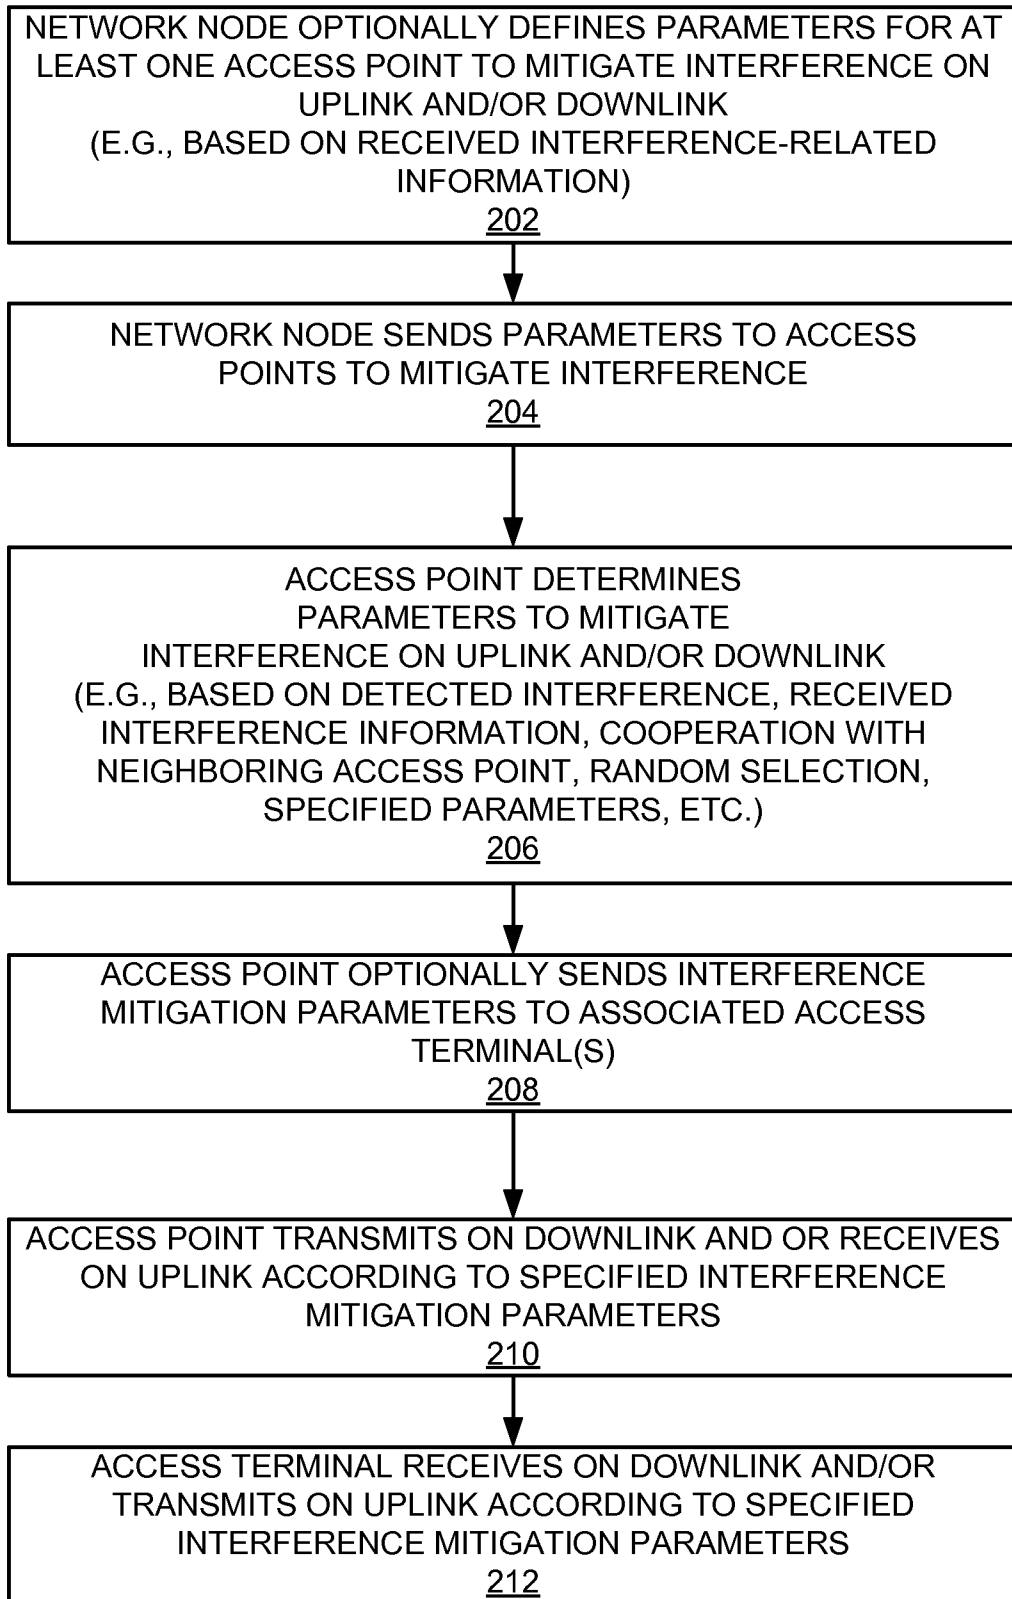 NETWORK NODE OPTIONALLY DEFINES PARAMETERS FOR AT
LEAST ONE ACCESS POINT TO MITIGATE INTERFERENCE ON
UPLINK AND/OR DOWNLINK
(E.G., BASED ON RECEIVED INTERFERENCE-RELATED
INFORMATION)
202
NETWORK NODE SENDS PARAMETERS TO ACCESS
POINTS TO MITIGATE INTERFERENCE
204
ACCESS POINT DETERMINES
PARAMETERS TO MITIGATE
INTERFERENCE ON UPLINK AND/OR DOWNLINK
(E.G., BASED ON DETECTED INTERFERENCE, RECEIVED
INTERFERENCE INFORMATION, COOPERATION WITH
NEIGHBORING ACCESS POINT, RANDOM SELECTION,
SPECIFIED PARAMETERS, ETC.)
206
ACCESS POINT OPTIONALLY SENDS INTERFERENCE
MITIGATION PARAMETERS TO ASSOCIATED ACCESS
TERMINAL(S)
208
ACCESS POINT TRANSMITS ON DOWNLINK AND OR RECEIVES
ON UPLINK ACCORDING TO SPECIFIED INTERFERENCE
MITIGATION PARAMETERS
210
ACCESS TERMINAL RECEIVES ON DOWNLINK AND/OR
TRANSMITS ON UPLINK ACCORDING TO SPECIFIED
INTERFERENCE MITIGATION PARAMETERS
212